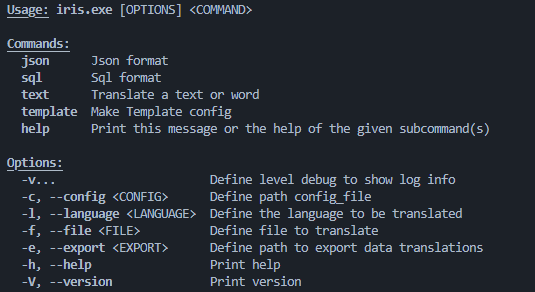 Usage: iris.exe [OPTIONS] <COMMAND>
Commands:
json Json format
sql Sql format
text Translate a text or word
template Make Template config
help Print this message or the help of the given subcommand(s)
Options:
-v... Define level debug to show log info
-c, --config <CONFIG> Define path config_file
-l, --language <LANGUAGE> Define the language to be translated
-f, --file <FILE> Define file to translate
-e, --export <EXPORT> Define path to export data translations
-h, --help Print help
-V, --version Print version